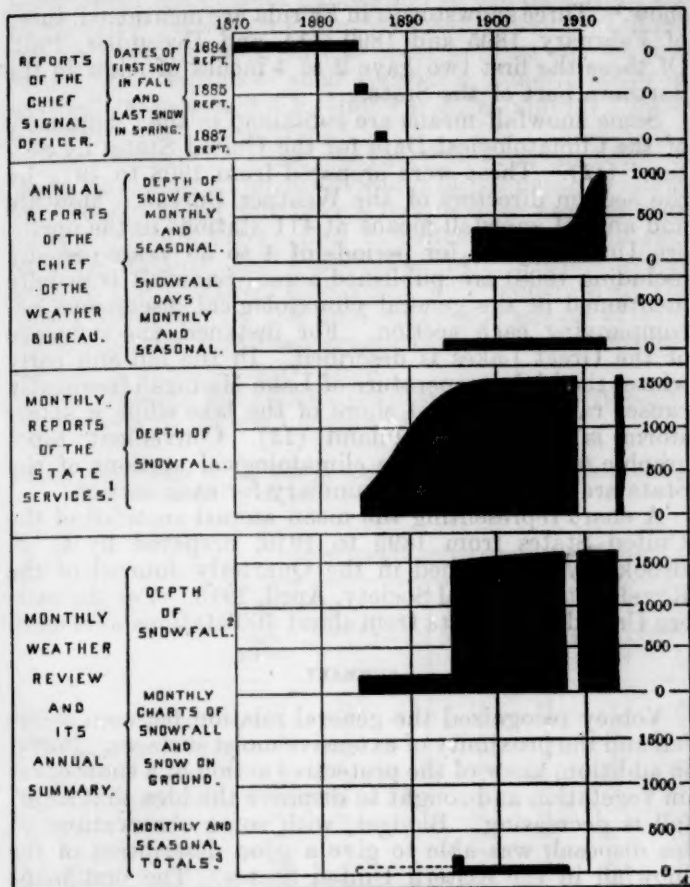 1870 1880 1890 1900 1910
REPORTS
OF THE
CHIEF
SIGNAL
OFFICER.
DATES OF
FIRST SNOW
IN FALL
AND
LAST SNOW
IN SPRING.
1884
REPT.
1885
REPT.
1887
REPT.
0
0
0
ANNUAL
REPORTS
OF THE
CHIEF
OF THE
WEATHER
BUREAU.
DEPTH OF
SNOWFALL
MONTHLY
AND
SEASONAL.
SNOWFALL
DAYS
MONTHLY
AND
SEASONAL.
1000
500
0
500
0
MONTHLY
REPORTS
OF THE
STATE
SERVICES.1
DEPTH OF
SNOWFALL.
1500
1000
500
0
MONTHLY
WEATHER
REVIEW
AND
ITS
ANNUAL
SUMMARY.
DEPTH
OF
SNOWFALL2
MONTHLY
CHARTS OF
SNOWFALL
AND
SNOW ON
GROUND.
MONTHLY AND
SEASONAL
TOTALS.3
1500
1000
500
0
500
0